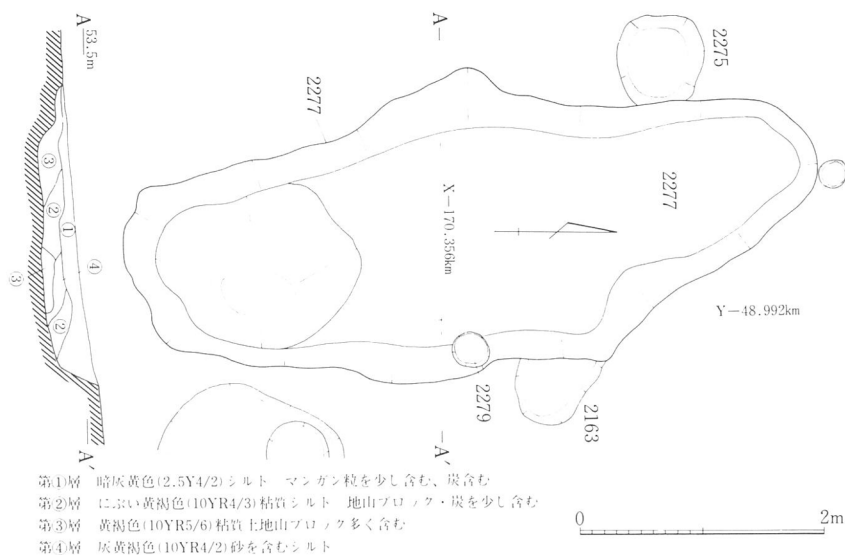 A
53.5m
A
2275
2277
③
②
①
④
③
②
X-170.356km
2277
Y-48.992km
2279
2163
A′
A′
第①層 暗灰黄色(2.5Y4/2)シルト マンガン粒を少し含む、炭含む
第②層 にぶい黄褐色(10YR4/3)粘質シルト 地山ブロック・炭を少し含む
第③層 黄褐色(10YR5/6)粘質土地山ブロック多く含む
第④層 灰黄褐色(10YR4/2)砂を含むシルト
0 2m